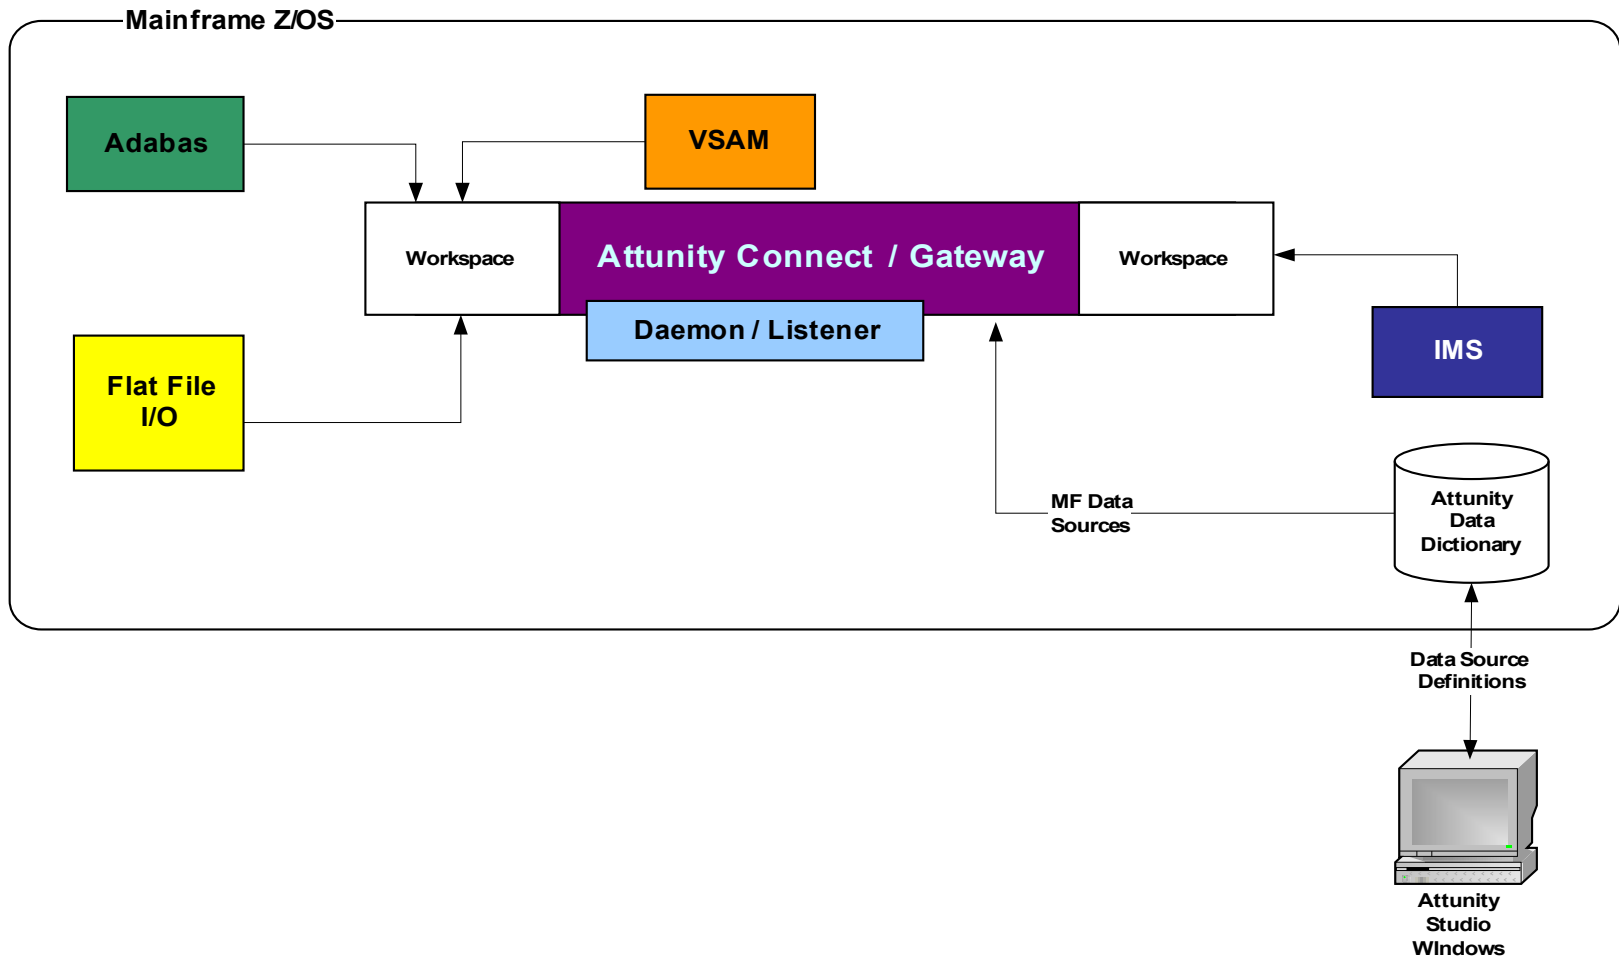 Mainframe Z/OS
Adabas
VSAM
Workspace
Attunity Connect / Gateway
Workspace
Daemon / Listener
IMS
Flat File
I/O
MF Data
Sources
Attunity
Data
Dictionary
Data Source
Definitions
Attunity
Studio
WIndows